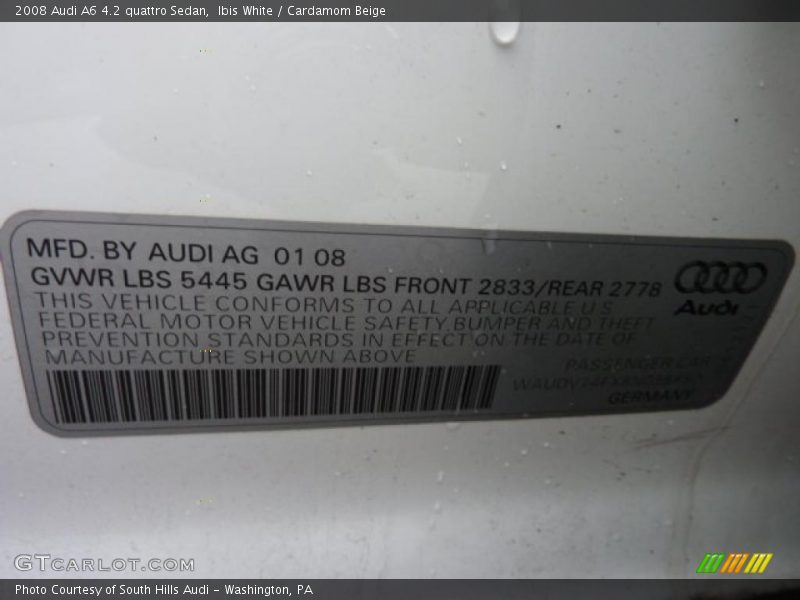 2008 Audi A6 4.2 quattro Sedan, Ibis White / Cardamom Beige
MFD. BY AUDI AG 01 08
GVWR LBS 5445 GAWR LBS FRONT 2833/REAR 2778
THIS VEHICLE CONFORMS TO ALL APPLICABLE U S
FEDERAL MOTOR VEHICLE SAFETY,BUMPER AND THEFT
PREVENTION STANDARDS IN EFFECT ON THE DATE OF
MANUFACTURE SHOWN ABOVE
Audi
PASSENGER CAR
GERMANY
GTCARLOT.COM
Photo Courtesy of South Hills Audi – Washington, PA